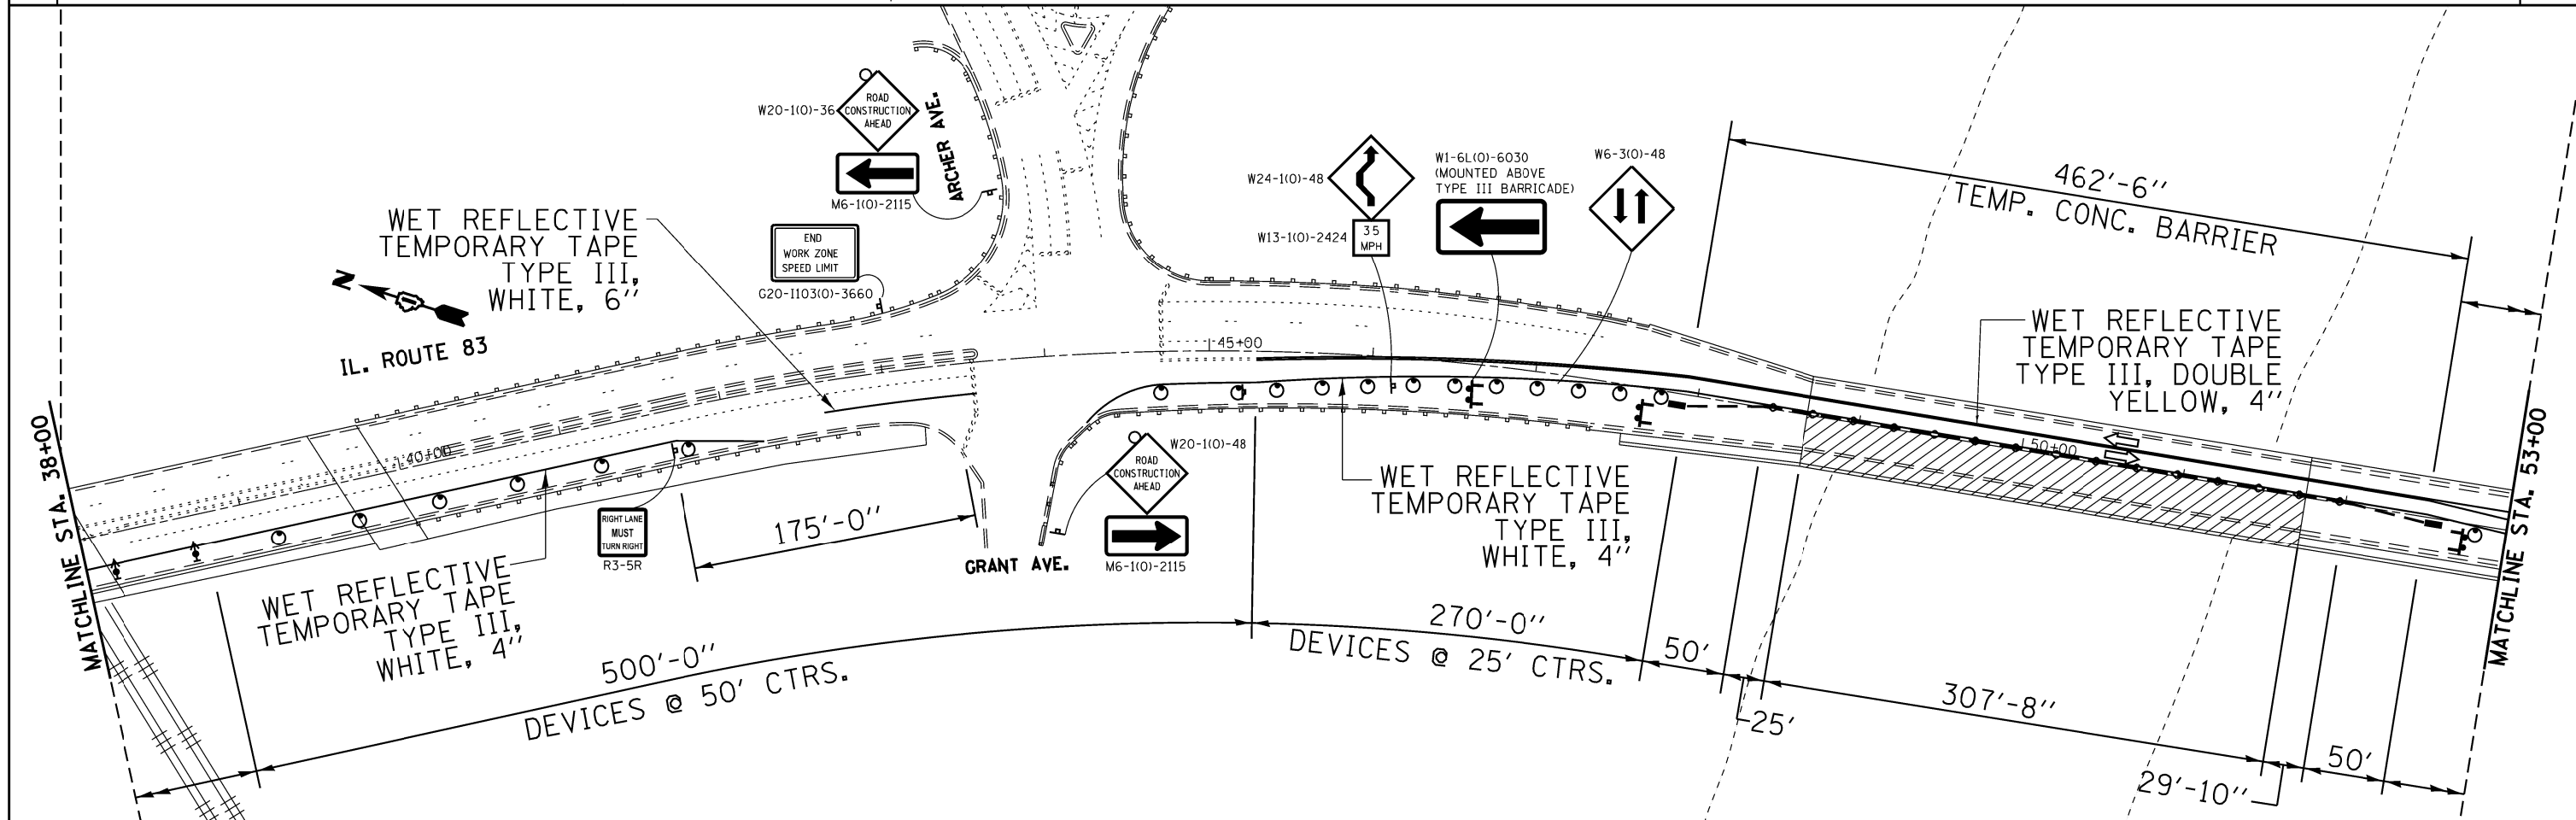 W20-1(O)-36
ROAD
CONSTRUCTION
AHEAD
M6-1(O)-2115
ARCHER AVE.
WET REFLECTIVE
TEMPORARY TAPE
TYPE III,
WHITE, 6"
END
WORK ZONE
SPEED LIMIT
G20-I103(O)-3660
N
IL. ROUTE 83
W24-1(O)-48
W13-1(O)-2424
35
MPH
W1-6L(O)-6030
(MOUNTED ABOVE
TYPE III BARRICADE)
W6-3(O)-48
462'-6"
TEMP. CONC. BARRIER
WET REFLECTIVE
TEMPORARY TAPE
TYPE III, DOUBLE
YELLOW, 4"
45+00
40+00
50+00
MATCHLINE STA. 38+00
MATCHLINE STA. 53+00
RIGHT LANE
MUST
TURN RIGHT
R3-5R
175'-0"
GRANT AVE.
W20-1(O)-48
ROAD
CONSTRUCTION
AHEAD
M6-1(O)-2115
WET REFLECTIVE
TEMPORARY TAPE
TYPE III,
WHITE, 4"
WET REFLECTIVE
TEMPORARY TAPE
TYPE III,
WHITE, 4"
500'-0"
DEVICES @ 50' CTRS.
270'-0"
DEVICES @ 25' CTRS.
50'
25'
307'-8"
29'-10"
50'